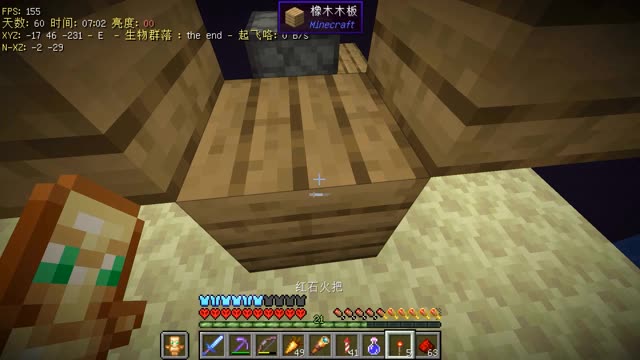 FPS: 155
天数: 60 时间: 07:02 亮度: 00
XYZ: -17 46 -231 - E - 生物群落 : the end - 起飞咯: 0 B/s
N-XZ: -2 -29
橡木木板
Minecraft
红石火把
21
49
41
5
63